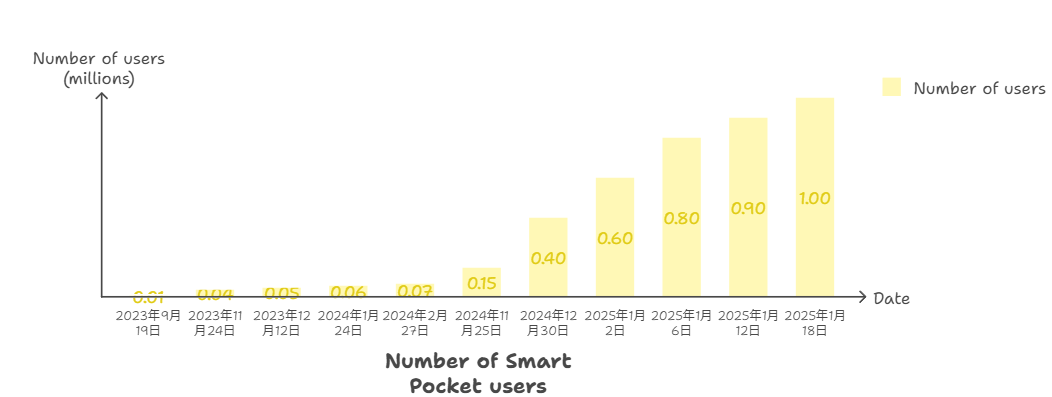 Number of users
(millions)
Number of users
1.00
0.90
0.80
0.60
0.40
0.15
0.07
0.06
0.05
0.04
0.01
Date
2023年9月
19日
2023年11
月24日
2023年12
月12日
2024年1月
24日
2024年2月
29日
2024年11
月25日
2024年12
月30日
2025年1月
2日
2025年1月
6日
2025年1月
12日
2025年1月
18日
Number of Smart
Pocket users